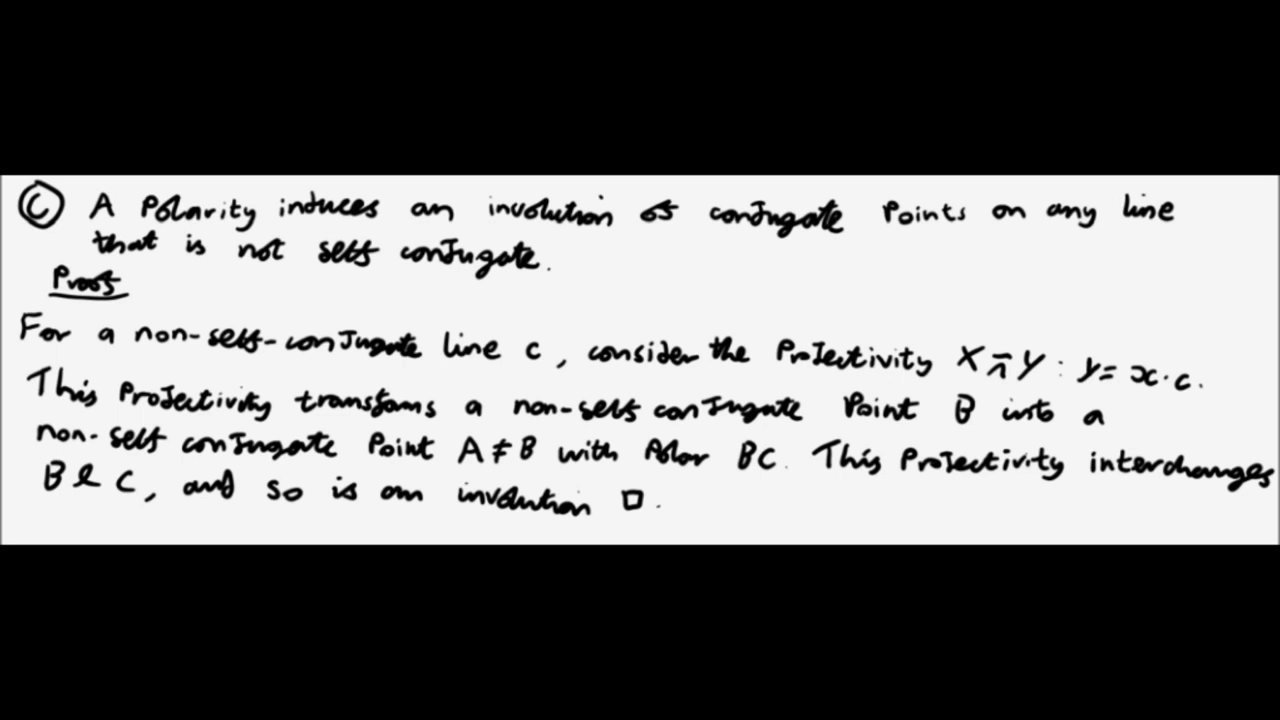 Ⓒ A Polarity induces an involution of conjugate Points on any line
that is not self conjugate.
Proof
For a non-self-conjugate line c, consider the Projectivity X ⊼ Y : y = x·c.
This Projectivity transfoms a non-self conjugate Point B into a
non-self conjugate Point A ≠ B with Polar BC. This Projectivity interchanges
B & C, and so is an involution □.